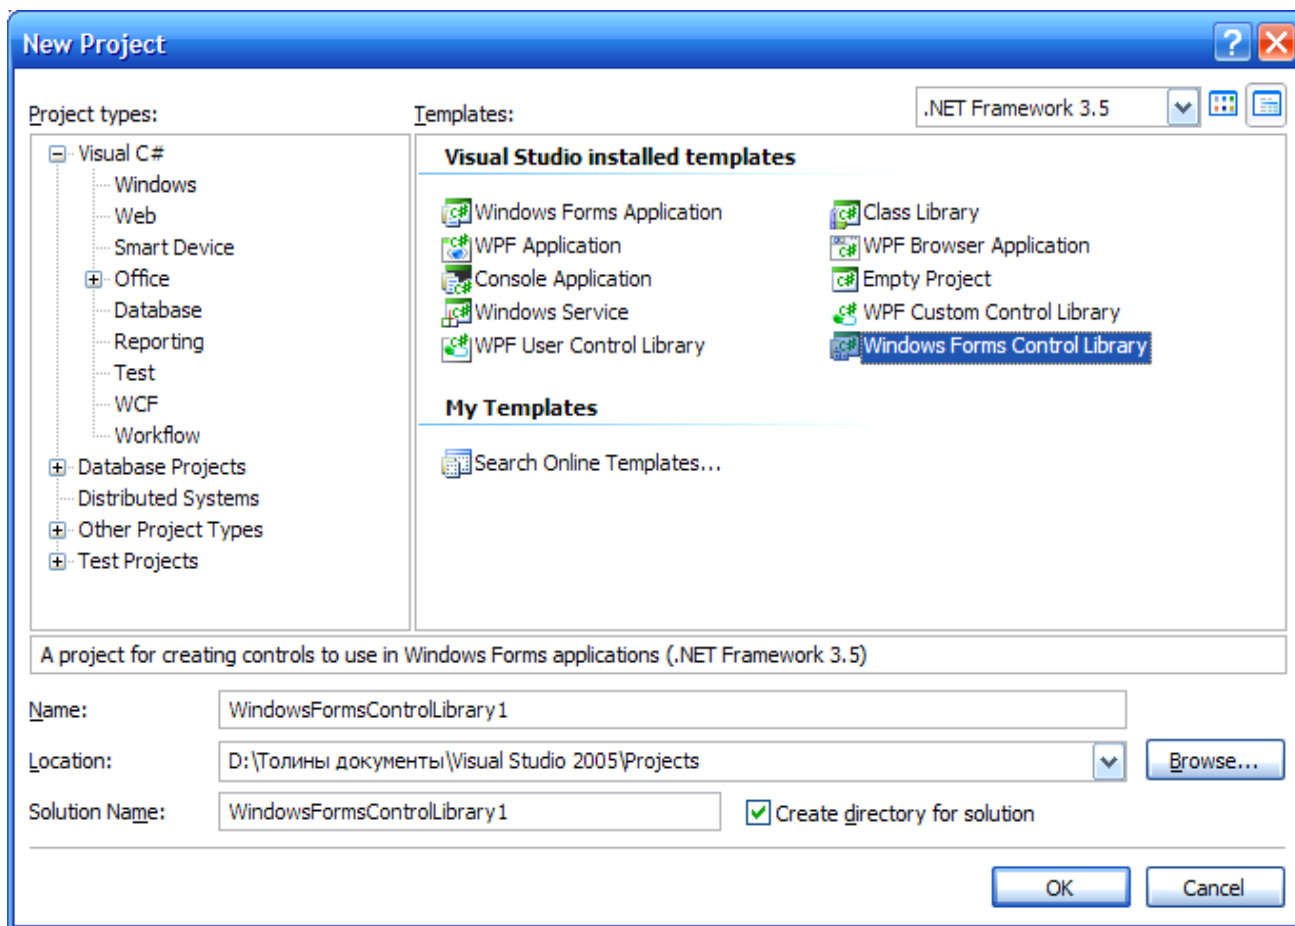 New Project
Project types:
Templates:
.NET Framework 3.5
Visual C#
Windows
Web
Smart Device
Office
Database
Reporting
Test
WCF
Workflow
Database Projects
Distributed Systems
Other Project Types
Test Projects
Visual Studio installed templates
Windows Forms Application
Class Library
WPF Application
WPF Browser Application
Console Application
Empty Project
Windows Service
WPF Custom Control Library
WPF User Control Library
Windows Forms Control Library
My Templates
Search Online Templates...
A project for creating controls to use in Windows Forms applications (.NET Framework 3.5)
Name:
WindowsFormsControlLibrary1
Location:
D:\Толины документы\Visual Studio 2005\Projects
Browse...
Solution Name:
WindowsFormsControlLibrary1
Create directory for solution
OK
Cancel